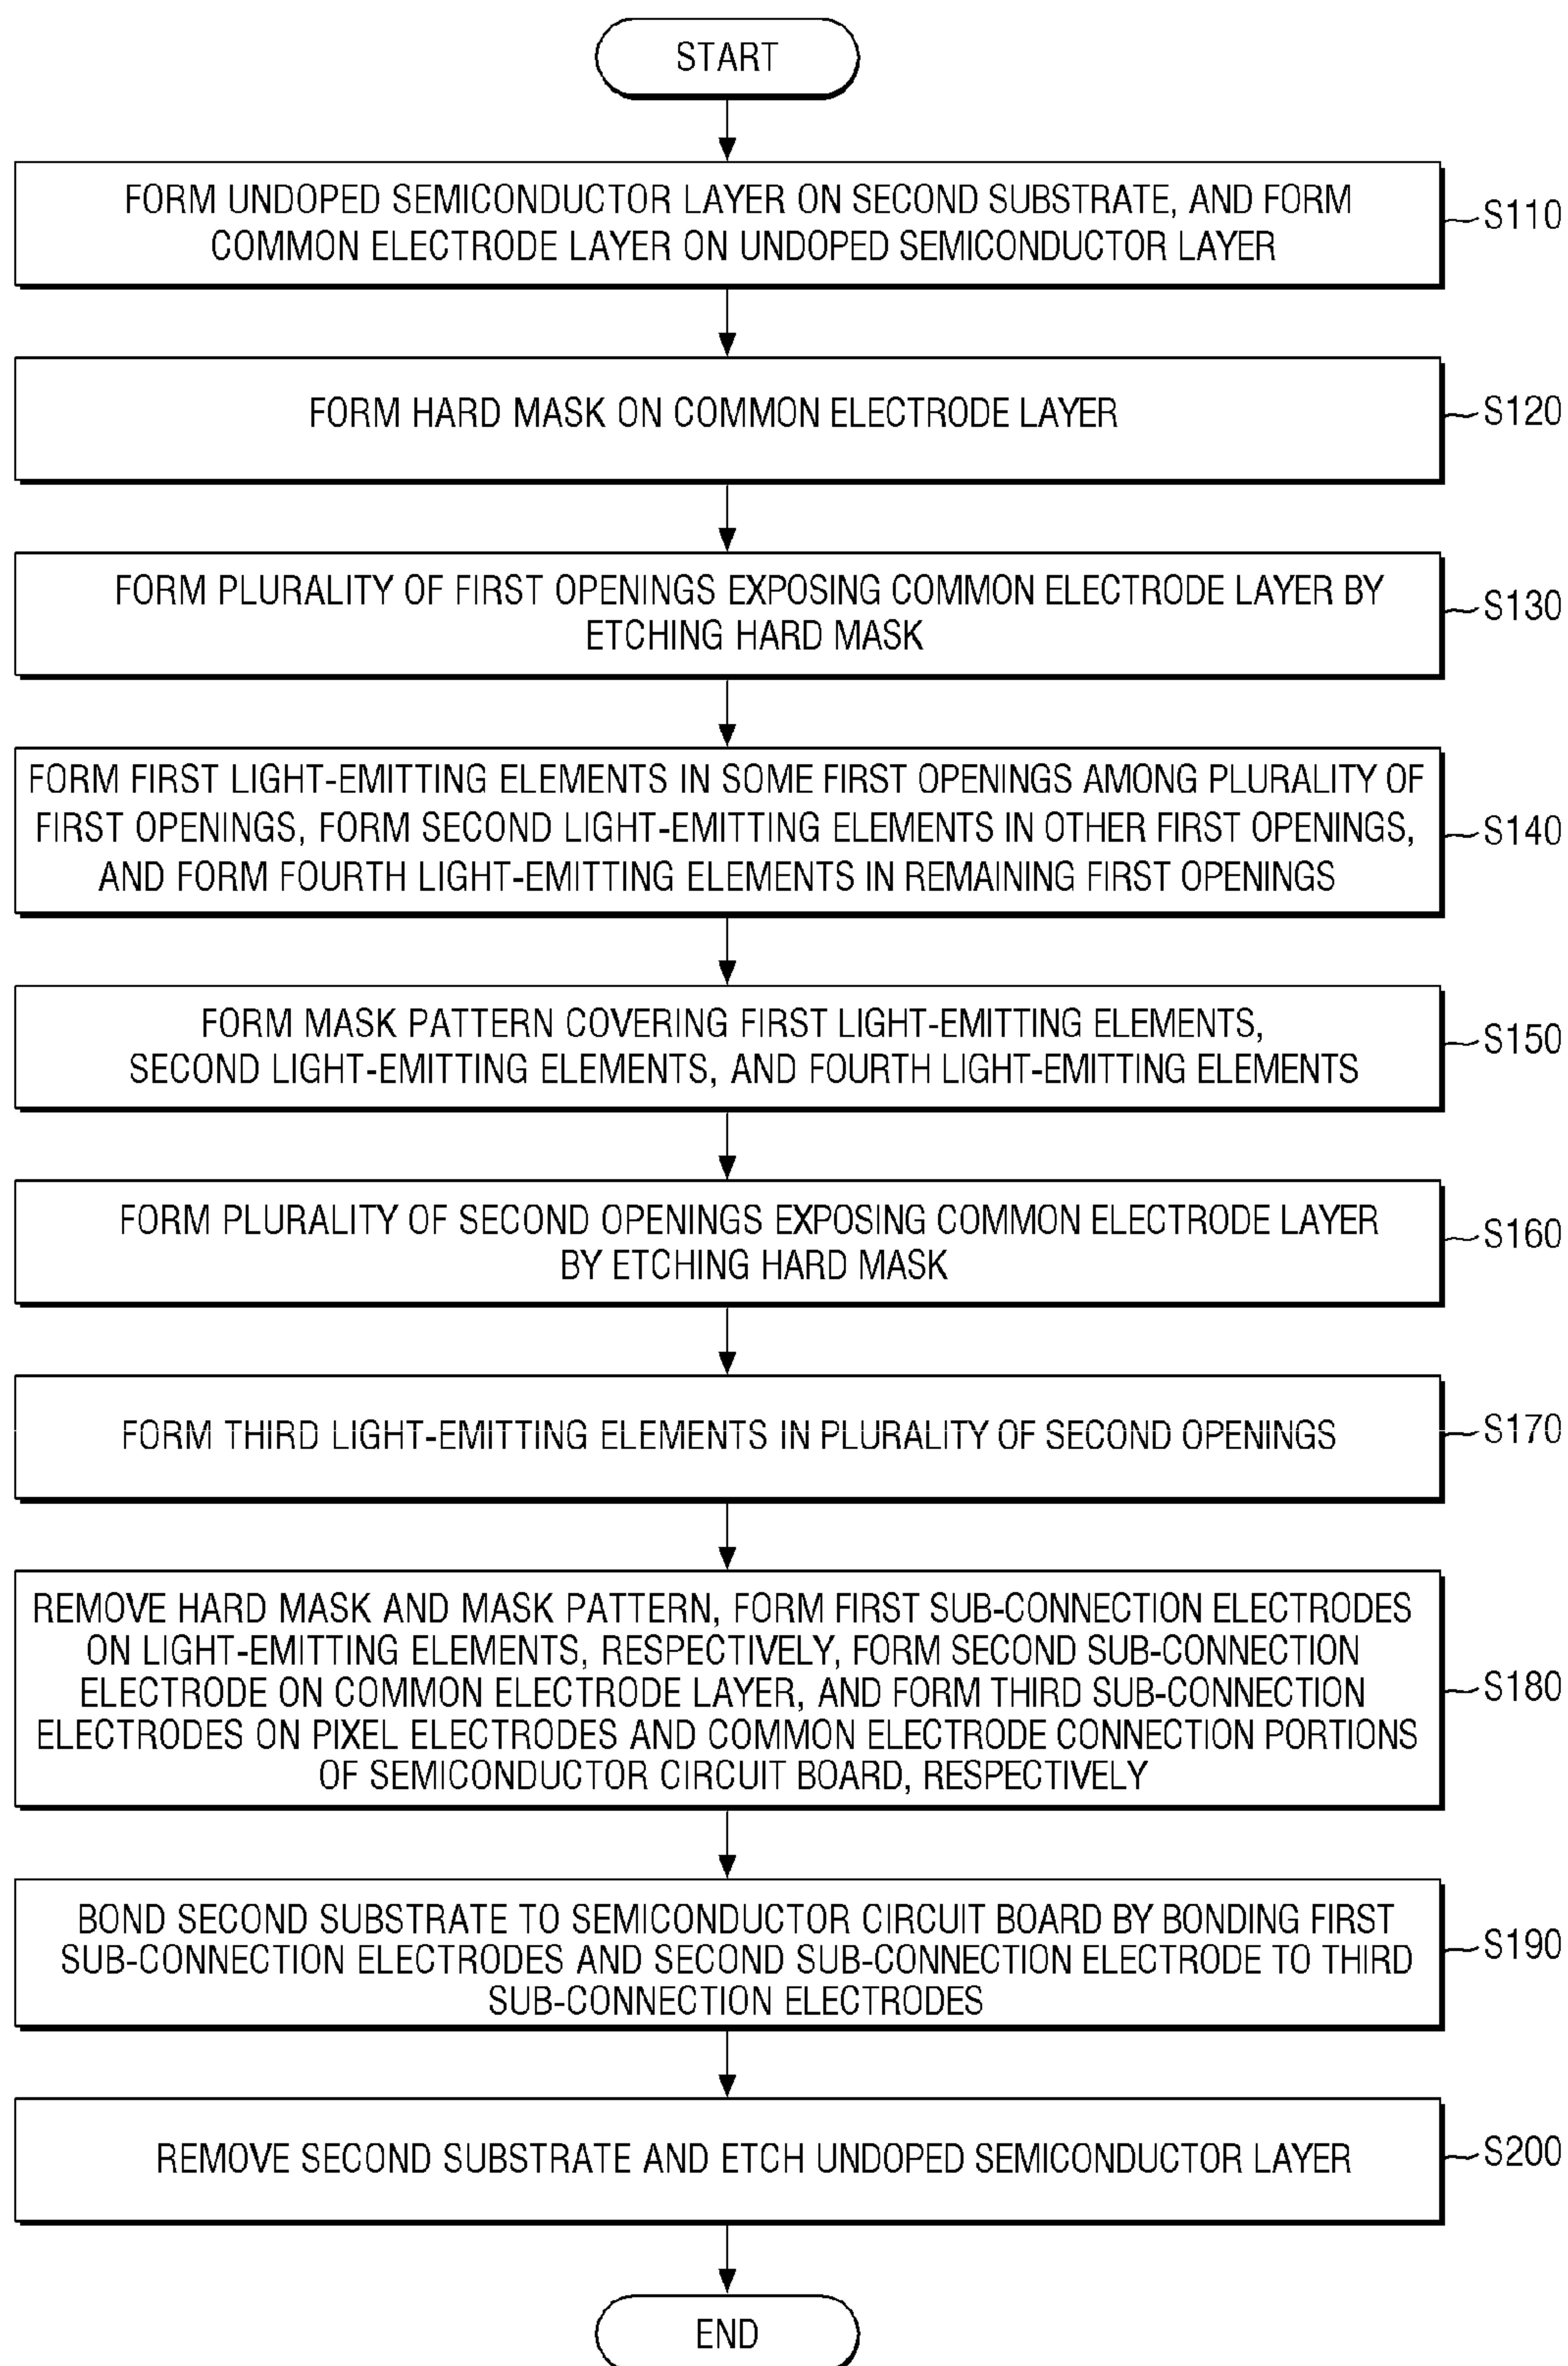 START
FORM UNDOPED SEMICONDUCTOR LAYER ON SECOND SUBSTRATE, AND FORM
COMMON ELECTRODE LAYER ON UNDOPED SEMICONDUCTOR LAYER
S110
FORM HARD MASK ON COMMON ELECTRODE LAYER
S120
FORM PLURALITY OF FIRST OPENINGS EXPOSING COMMON ELECTRODE LAYER BY
ETCHING HARD MASK
S130
FORM FIRST LIGHT-EMITTING ELEMENTS IN SOME FIRST OPENINGS AMONG PLURALITY OF
FIRST OPENINGS, FORM SECOND LIGHT-EMITTING ELEMENTS IN OTHER FIRST OPENINGS,
AND FORM FOURTH LIGHT-EMITTING ELEMENTS IN REMAINING FIRST OPENINGS
S140
FORM MASK PATTERN COVERING FIRST LIGHT-EMITTING ELEMENTS,
SECOND LIGHT-EMITTING ELEMENTS, AND FOURTH LIGHT-EMITTING ELEMENTS
S150
FORM PLURALITY OF SECOND OPENINGS EXPOSING COMMON ELECTRODE LAYER
BY ETCHING HARD MASK
S160
FORM THIRD LIGHT-EMITTING ELEMENTS IN PLURALITY OF SECOND OPENINGS
S170
REMOVE HARD MASK AND MASK PATTERN, FORM FIRST SUB-CONNECTION ELECTRODES
ON LIGHT-EMITTING ELEMENTS, RESPECTIVELY, FORM SECOND SUB-CONNECTION
ELECTRODE ON COMMON ELECTRODE LAYER, AND FORM THIRD SUB-CONNECTION
ELECTRODES ON PIXEL ELECTRODES AND COMMON ELECTRODE CONNECTION PORTIONS
OF SEMICONDUCTOR CIRCUIT BOARD, RESPECTIVELY
S180
BOND SECOND SUBSTRATE TO SEMICONDUCTOR CIRCUIT BOARD BY BONDING FIRST
SUB-CONNECTION ELECTRODES AND SECOND SUB-CONNECTION ELECTRODE TO THIRD
SUB-CONNECTION ELECTRODES
S190
REMOVE SECOND SUBSTRATE AND ETCH UNDOPED SEMICONDUCTOR LAYER
S200
END